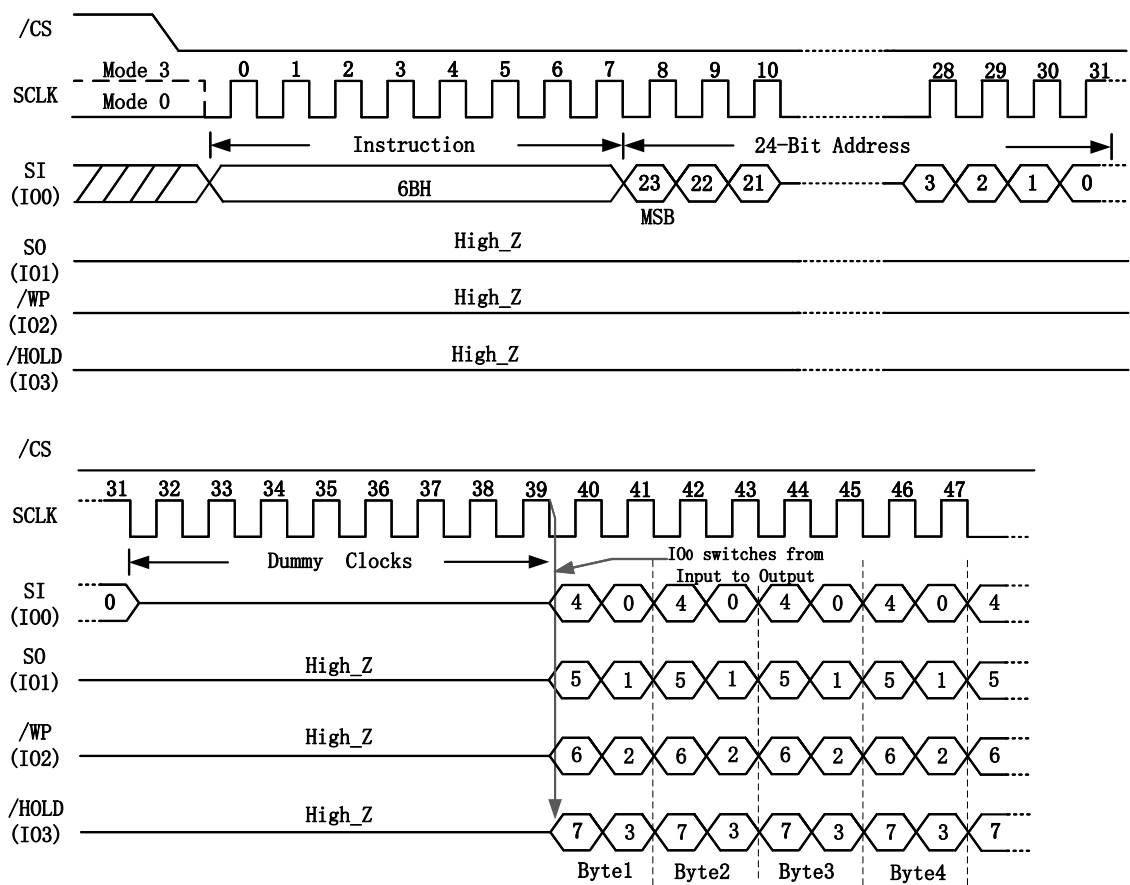 /CS
Mode 3
Mode 0
SCLK
0 1 2 3 4 5 6 7 8 9 10 28 29 30 31
Instruction 24-Bit Address
SI
(IO0)
6BH 23 22 21 3 2 1 0
MSB
SO
(IO1)
High_Z
/WP
(IO2)
High_Z
/HOLD
(IO3)
High_Z
/CS
SCLK
31 32 33 34 35 36 37 38 39 40 41 42 43 44 45 46 47
Dummy Clocks
IO0 switches from
Input to Output
SI
(IO0)
0 4 0 4 0 4 0 4 0 4
SO
(IO1)
High_Z 5 1 5 1 5 1 5 1 5
/WP
(IO2)
High_Z 6 2 6 2 6 2 6 2 6
/HOLD
(IO3)
High_Z 7 3 7 3 7 3 7 3 7
Byte1 Byte2 Byte3 Byte4